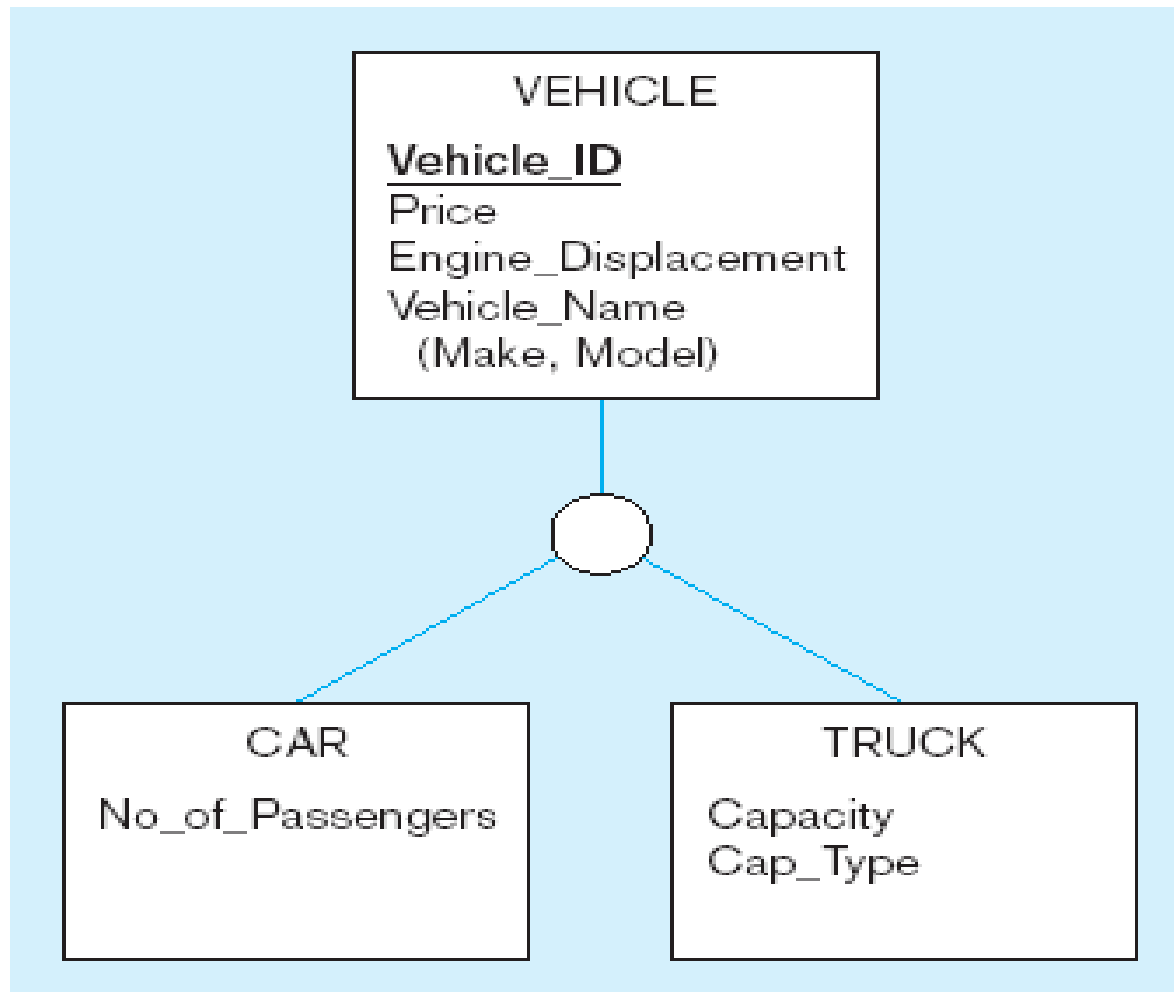 VEHICLE
Vehicle_ID
Price
Engine_Displacement
Vehicle_Name
(Make, Model)
CAR
No_of_Passengers
TRUCK
Capacity
Cap_Type